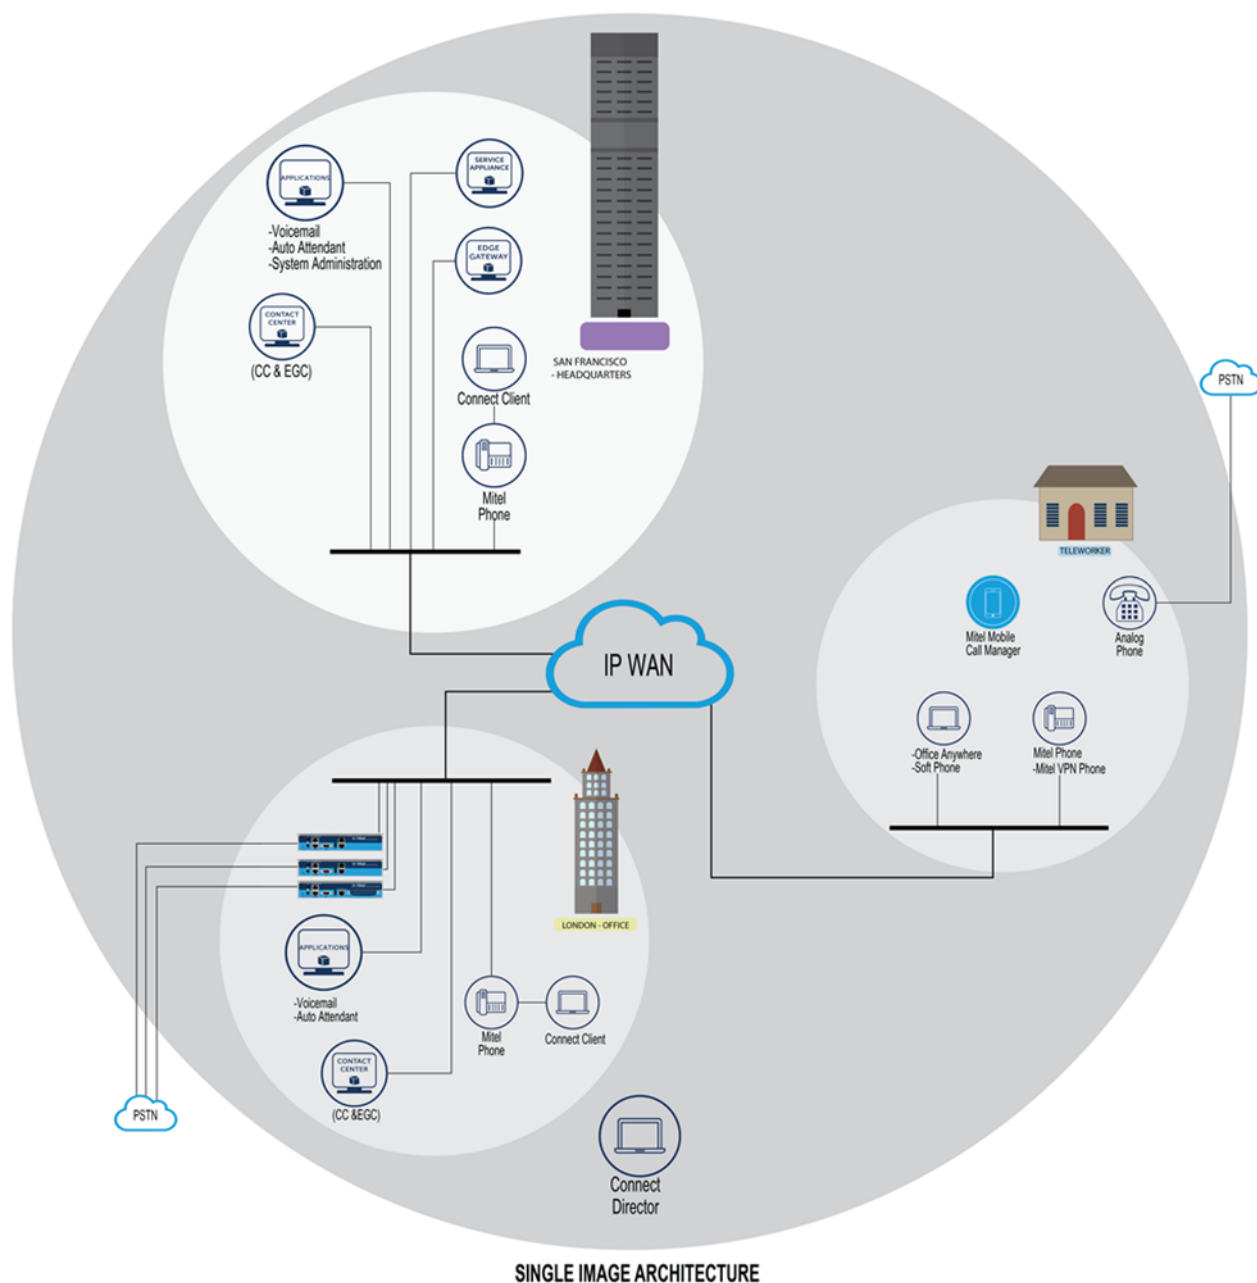 APPLICATIONS
-Voicemail
-Auto Attendant
-System Administration
SERVICE
APPLIANCE
EDGE
GATEWAY
CONTACT
CENTER
(CC & EGC)
Connect Client
Mitel
Phone
SAN FRANCISCO
- HEADQUARTERS
PSTN
TELEWORKER
Mitel Mobile
Call Manager
Analog
Phone
IP WAN
-Office Anywhere
-Soft Phone
Mitel Phone
-Mitel VPN Phone
LONDON - OFFICE
APPLICATIONS
-Voicemail
-Auto Attendant
Mitel
Phone
Connect Client
CONTACT
CENTER
(CC &EGC)
PSTN
Connect
Director
SINGLE IMAGE ARCHITECTURE